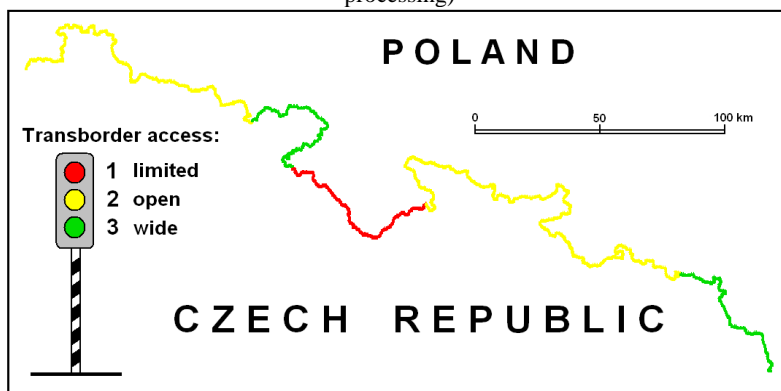 processing)
POLAND
0 50 100 km
Transborder access:
1 limited
2 open
3 wide
CZECH REPUBLIC